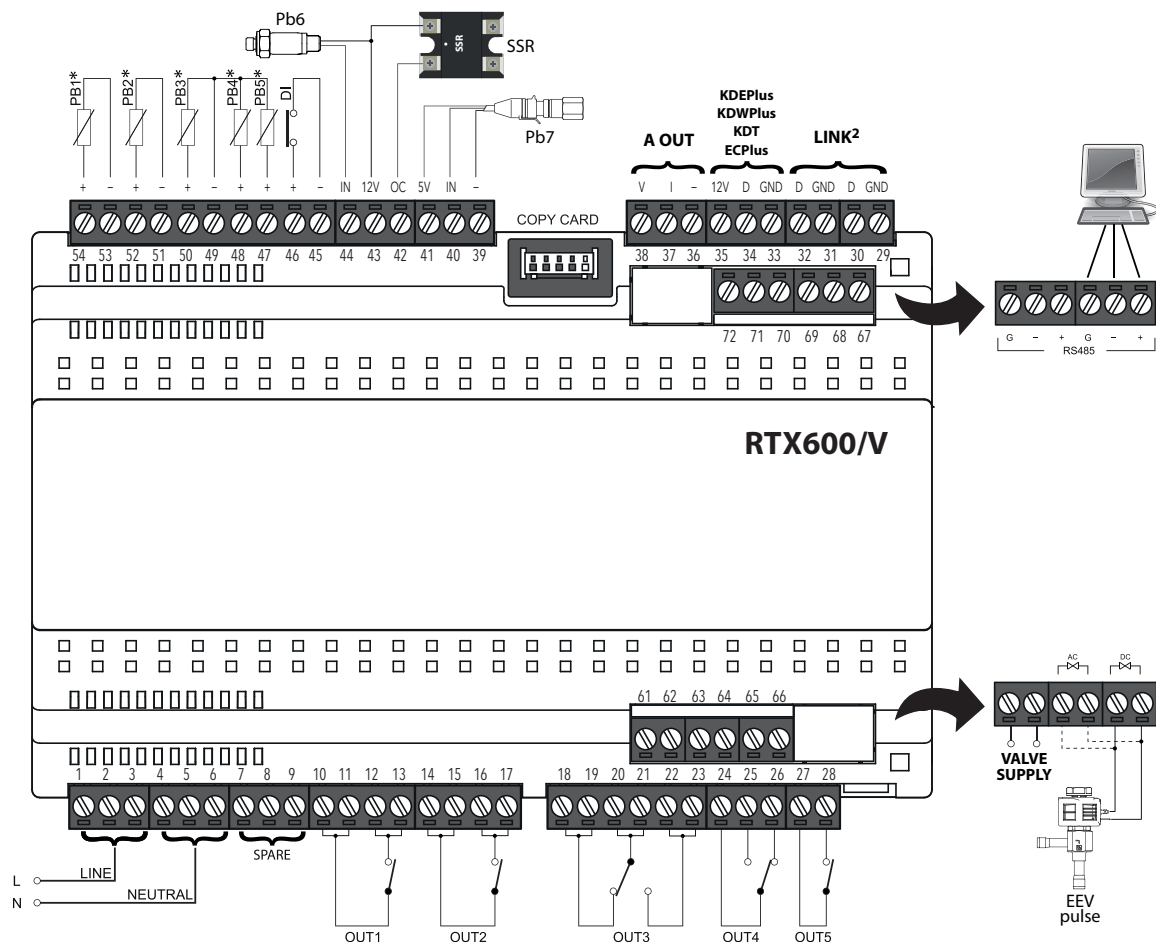 Pb6
SSR
SSR
PB1*
PB2*
PB3*
PB4*
PB5*
DI
Pb7
KDEPlus
KDWPlus
KDT
ECPlus
A OUT
LINK²
+ − + − + − + + + − IN 12V OC 5V IN −
V I − 12V D GND D GND D GND
COPY CARD
54 53 52 51 50 49 48 47 46 45 44 43 42 41 40 39
38 37 36 35 34 33 32 31 30 29
72 71 70 69 68 67
G − + G − +
RS485
RTX600/V
AC
DC
61 62 63 64 65 66
VALVE
SUPPLY
1 2 3 4 5 6 7 8 9 10 11 12 13 14 15 16 17
18 19 20 21 22 23 24 25 26 27 28
SPARE
L
LINE
N
NEUTRAL
OUT1
OUT2
OUT3
OUT4
OUT5
EEV
pulse